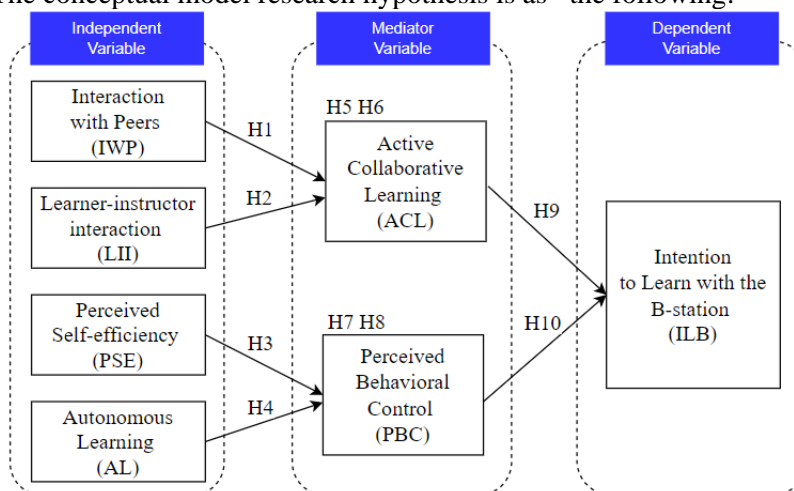 The conceptual model research hypothesis is as the following:
Independent
Variable
Mediator
Variable
Dependent
Variable
Interaction
with Peers
(IWP)
Learner-instructor
interaction
(LII)
Perceived
Self-efficiency
(PSE)
Autonomous
Learning
(AL)
H1
H2
H3
H4
H5 H6
Active
Collaborative
Learning
(ACL)
H7 H8
Perceived
Behavioral
Control
(PBC)
H9
H10
Intention
to Learn with the
B-station
(ILB)